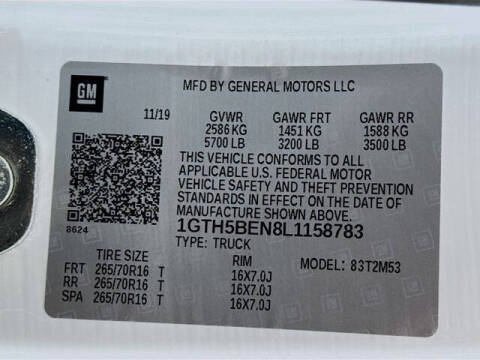 GM
MFD BY GENERAL MOTORS LLC
11/19 GVWR GAWR FRT GAWR RR
2586 KG 1451 KG 1588 KG
5700 LB 3200 LB 3500 LB
THIS VEHICLE CONFORMS TO ALL
APPLICABLE U.S. FEDERAL MOTOR
VEHICLE SAFETY AND THEFT PREVENTION
STANDARDS IN EFFECT ON THE DATE OF
MANUFACTURE SHOWN ABOVE.
8624 1GTH5BEN8L1158783
TYPE: TRUCK
TIRE SIZE RIM MODEL: 83T2M53
FRT 265/70R16 T 16X7.0J
RR 265/70R16 T 16X7.0J
SPA 265/70R16 T 16X7.0J